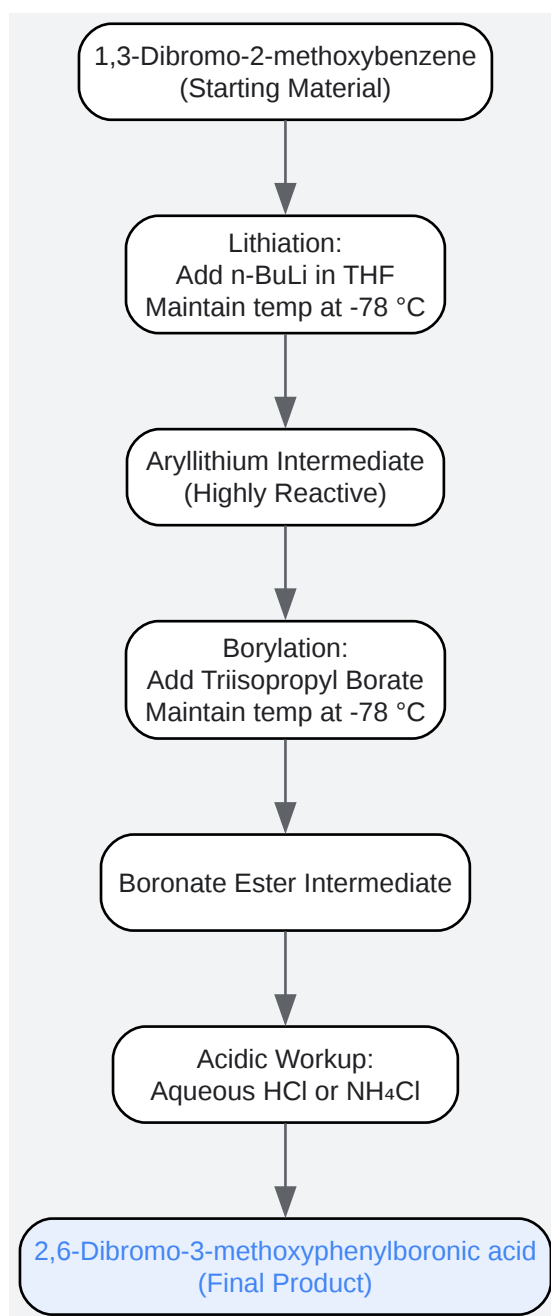 1,3-Dibromo-2-methoxybenzene
(Starting Material)
Lithiation:
Add n-BuLi in THF
Maintain temp at -78 °C
Aryllithium Intermediate
(Highly Reactive)
Borylation:
Add Triisopropyl Borate
Maintain temp at -78 °C
Boronate Ester Intermediate
Acidic Workup:
Aqueous HCl or NH₄Cl
2,6-Dibromo-3-methoxyphenylboronic acid
(Final Product)